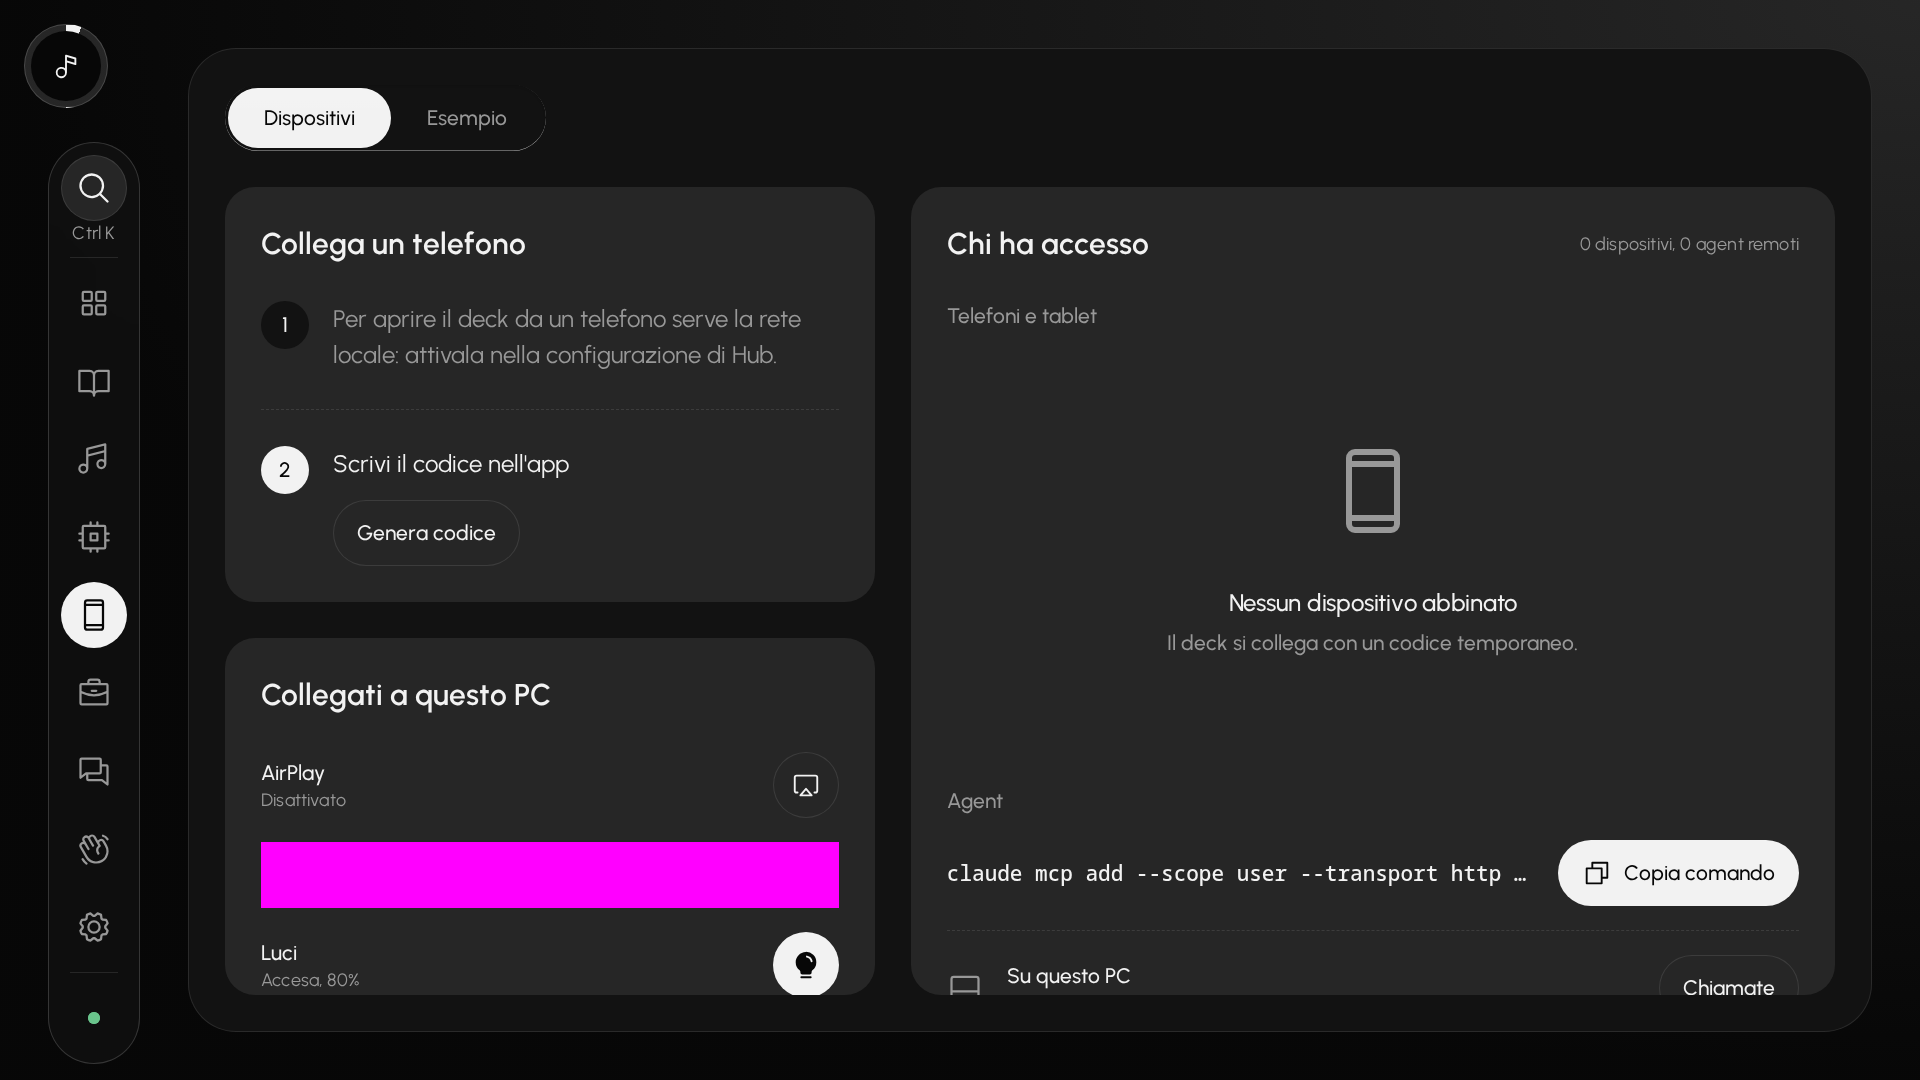 Ctrl K
Dispositivi
Esempio
Collega un telefono
1
Per aprire il deck da un telefono serve la rete
locale: attivala nella configurazione di Hub.
2
Scrivi il codice nell'app
Genera codice
Collegati a questo PC
AirPlay
Disattivato
Luci
Accesa, 80%
Chi ha accesso
0 dispositivi, 0 agent remoti
Telefoni e tablet
Nessun dispositivo abbinato
Il deck si collega con un codice temporaneo.
Agent
claude mcp add --scope user --transport http …
Copia comando
Su questo PC
Chiamate